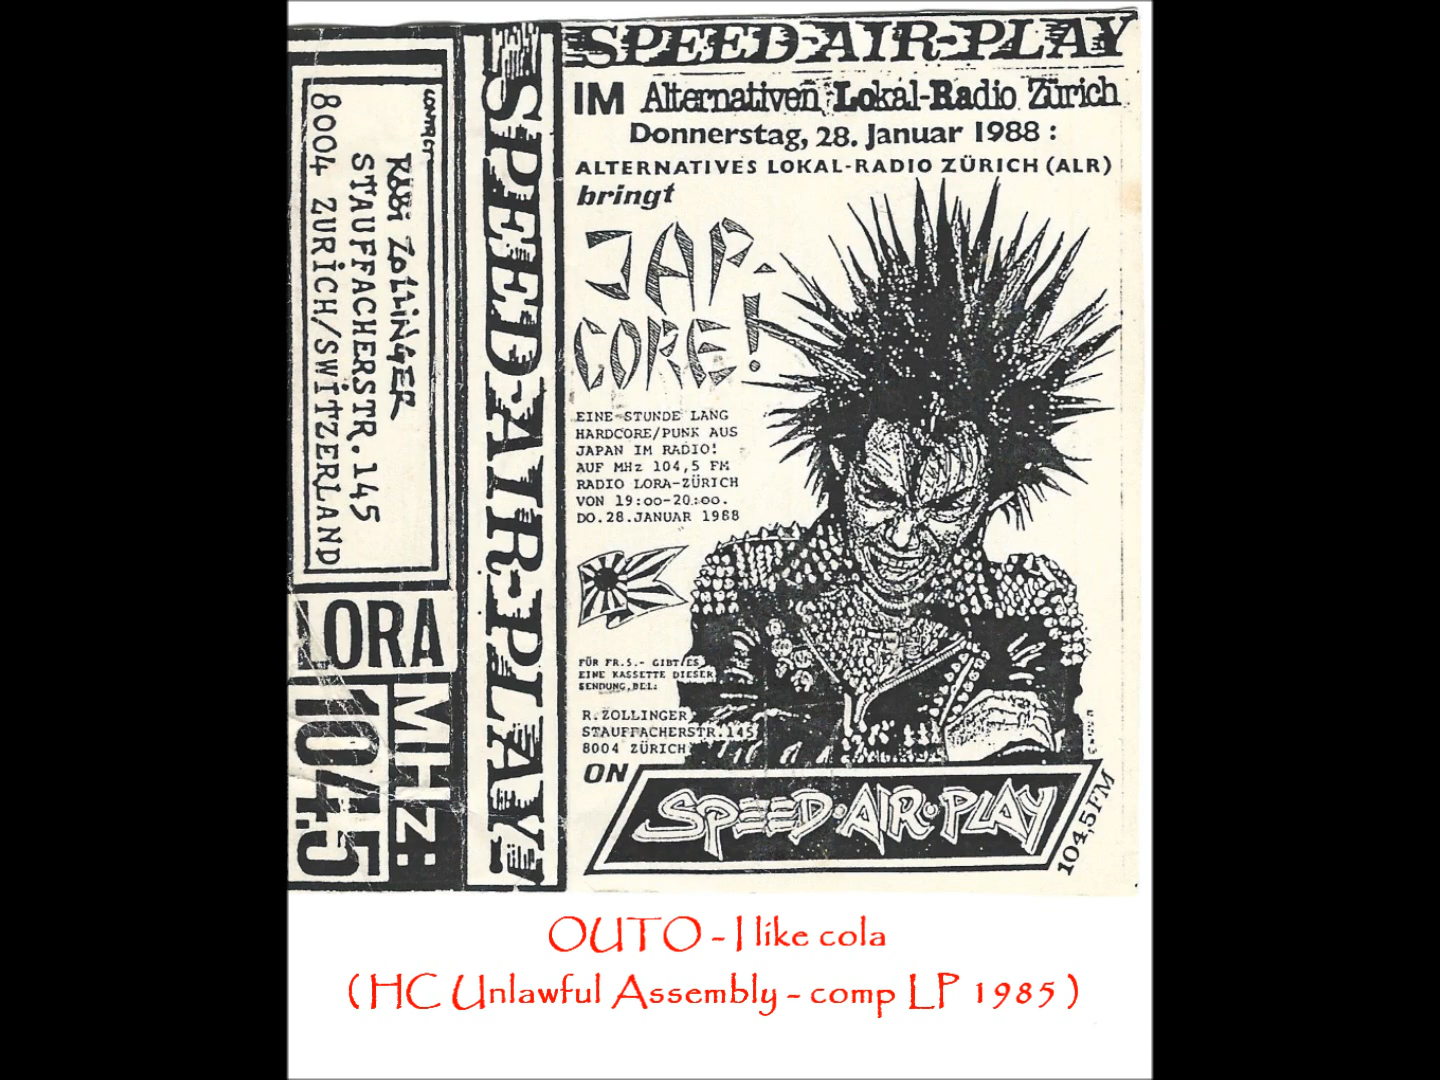 CONTACT
Röbi ZolliNGER
STAUFFACHERSTR.145
8004 ZURiCH/SWiTZERLAND
LORA
MHz:
104.5
SPEED-AIR-PLAY!
SPEED-AIR-PLAY
IM Alternativen Lokal-Radio Zürich
Donnerstag, 28. Januar 1988 :
ALTERNATIVES LOKAL-RADIO ZÜRICH (ALR)
bringt
JAP-
CORE!
EINE STUNDE LANG
HARDCORE/PUNK AUS
JAPAN IM RADIO!
AUF MHz 104,5 FM
RADIO LORA-ZÜRICH
VON 19:00-20:00.
DO.28.JANUAR 1988
FÜR FR.5.- GIBT ES
EINE KASSETTE DIESER
SENDUNG,BEI:
R.ZOLLINGER
STAUFFACHERSTR.145
8004 ZÜRICH
ON
SPEED·AIR·PLAY
104,5 FM
OUTO - I like cola
( HC Unlawful Assembly - comp LP 1985 )